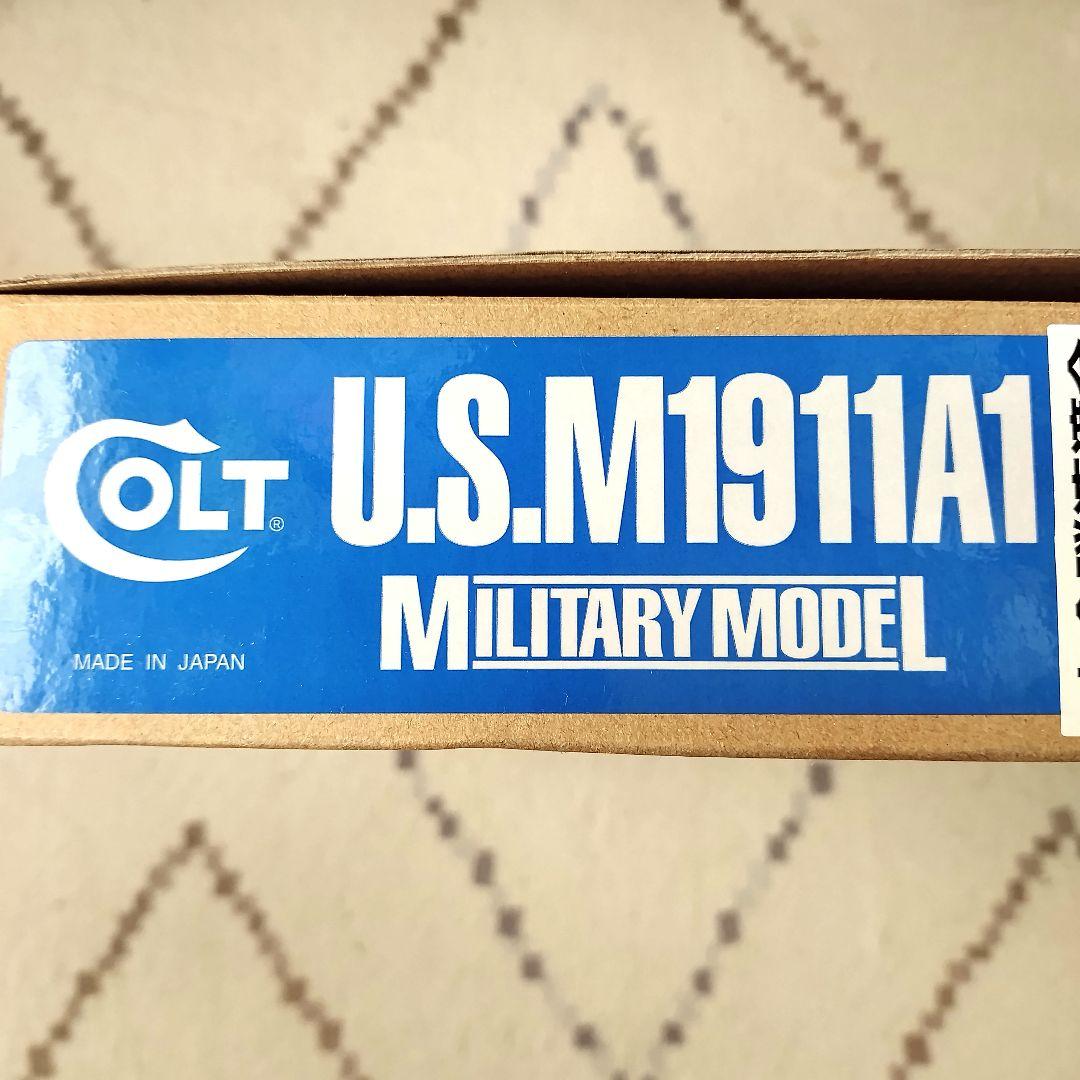 COLT®
U.S.M1911A1
MILITARY MODEL
MADE IN JAPAN